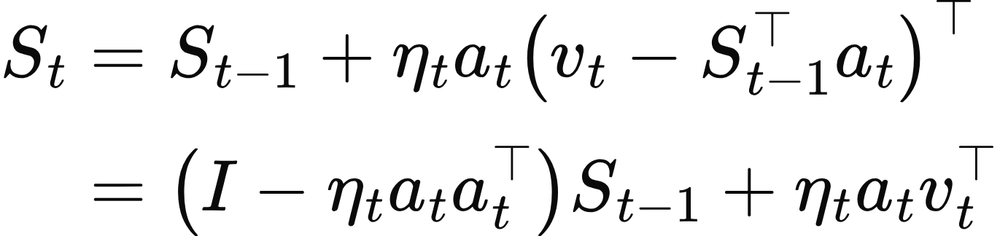 S_t = S_{t-1} + η_t a_t (v_t − S_{t-1}^⊤ a_t)^⊤
= (I − η_t a_t a_t^⊤) S_{t-1} + η_t a_t v_t^⊤